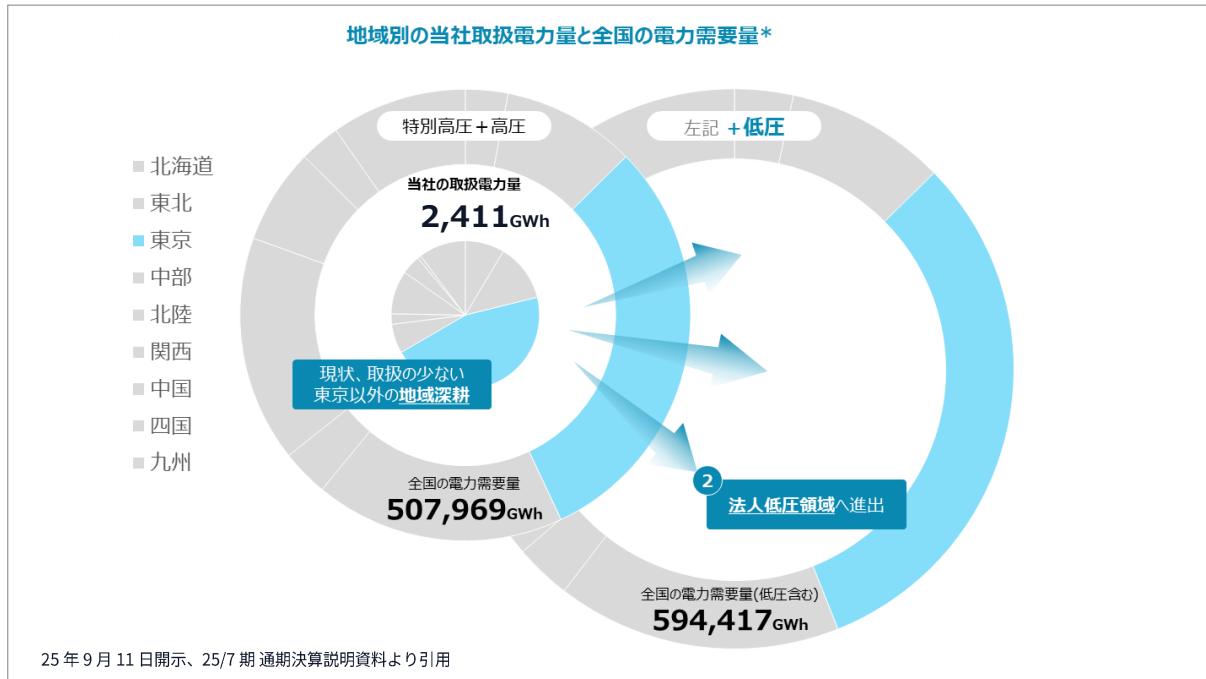 地域別の当社取扱電力量と全国の電力需要量*
特別高圧+高圧
左記 +低圧
北海道
東北
東京
中部
北陸
関西
中国
四国
九州
当社の取扱電力量
2,411GWh
現状、取扱の少ない
東京以外の地域深耕
全国の電力需要量
507,969GWh
2
法人低圧領域へ進出
全国の電力需要量(低圧含む)
594,417GWh
25 年 9 月 11 日開示、25/7 期 通期決算説明資料より引用